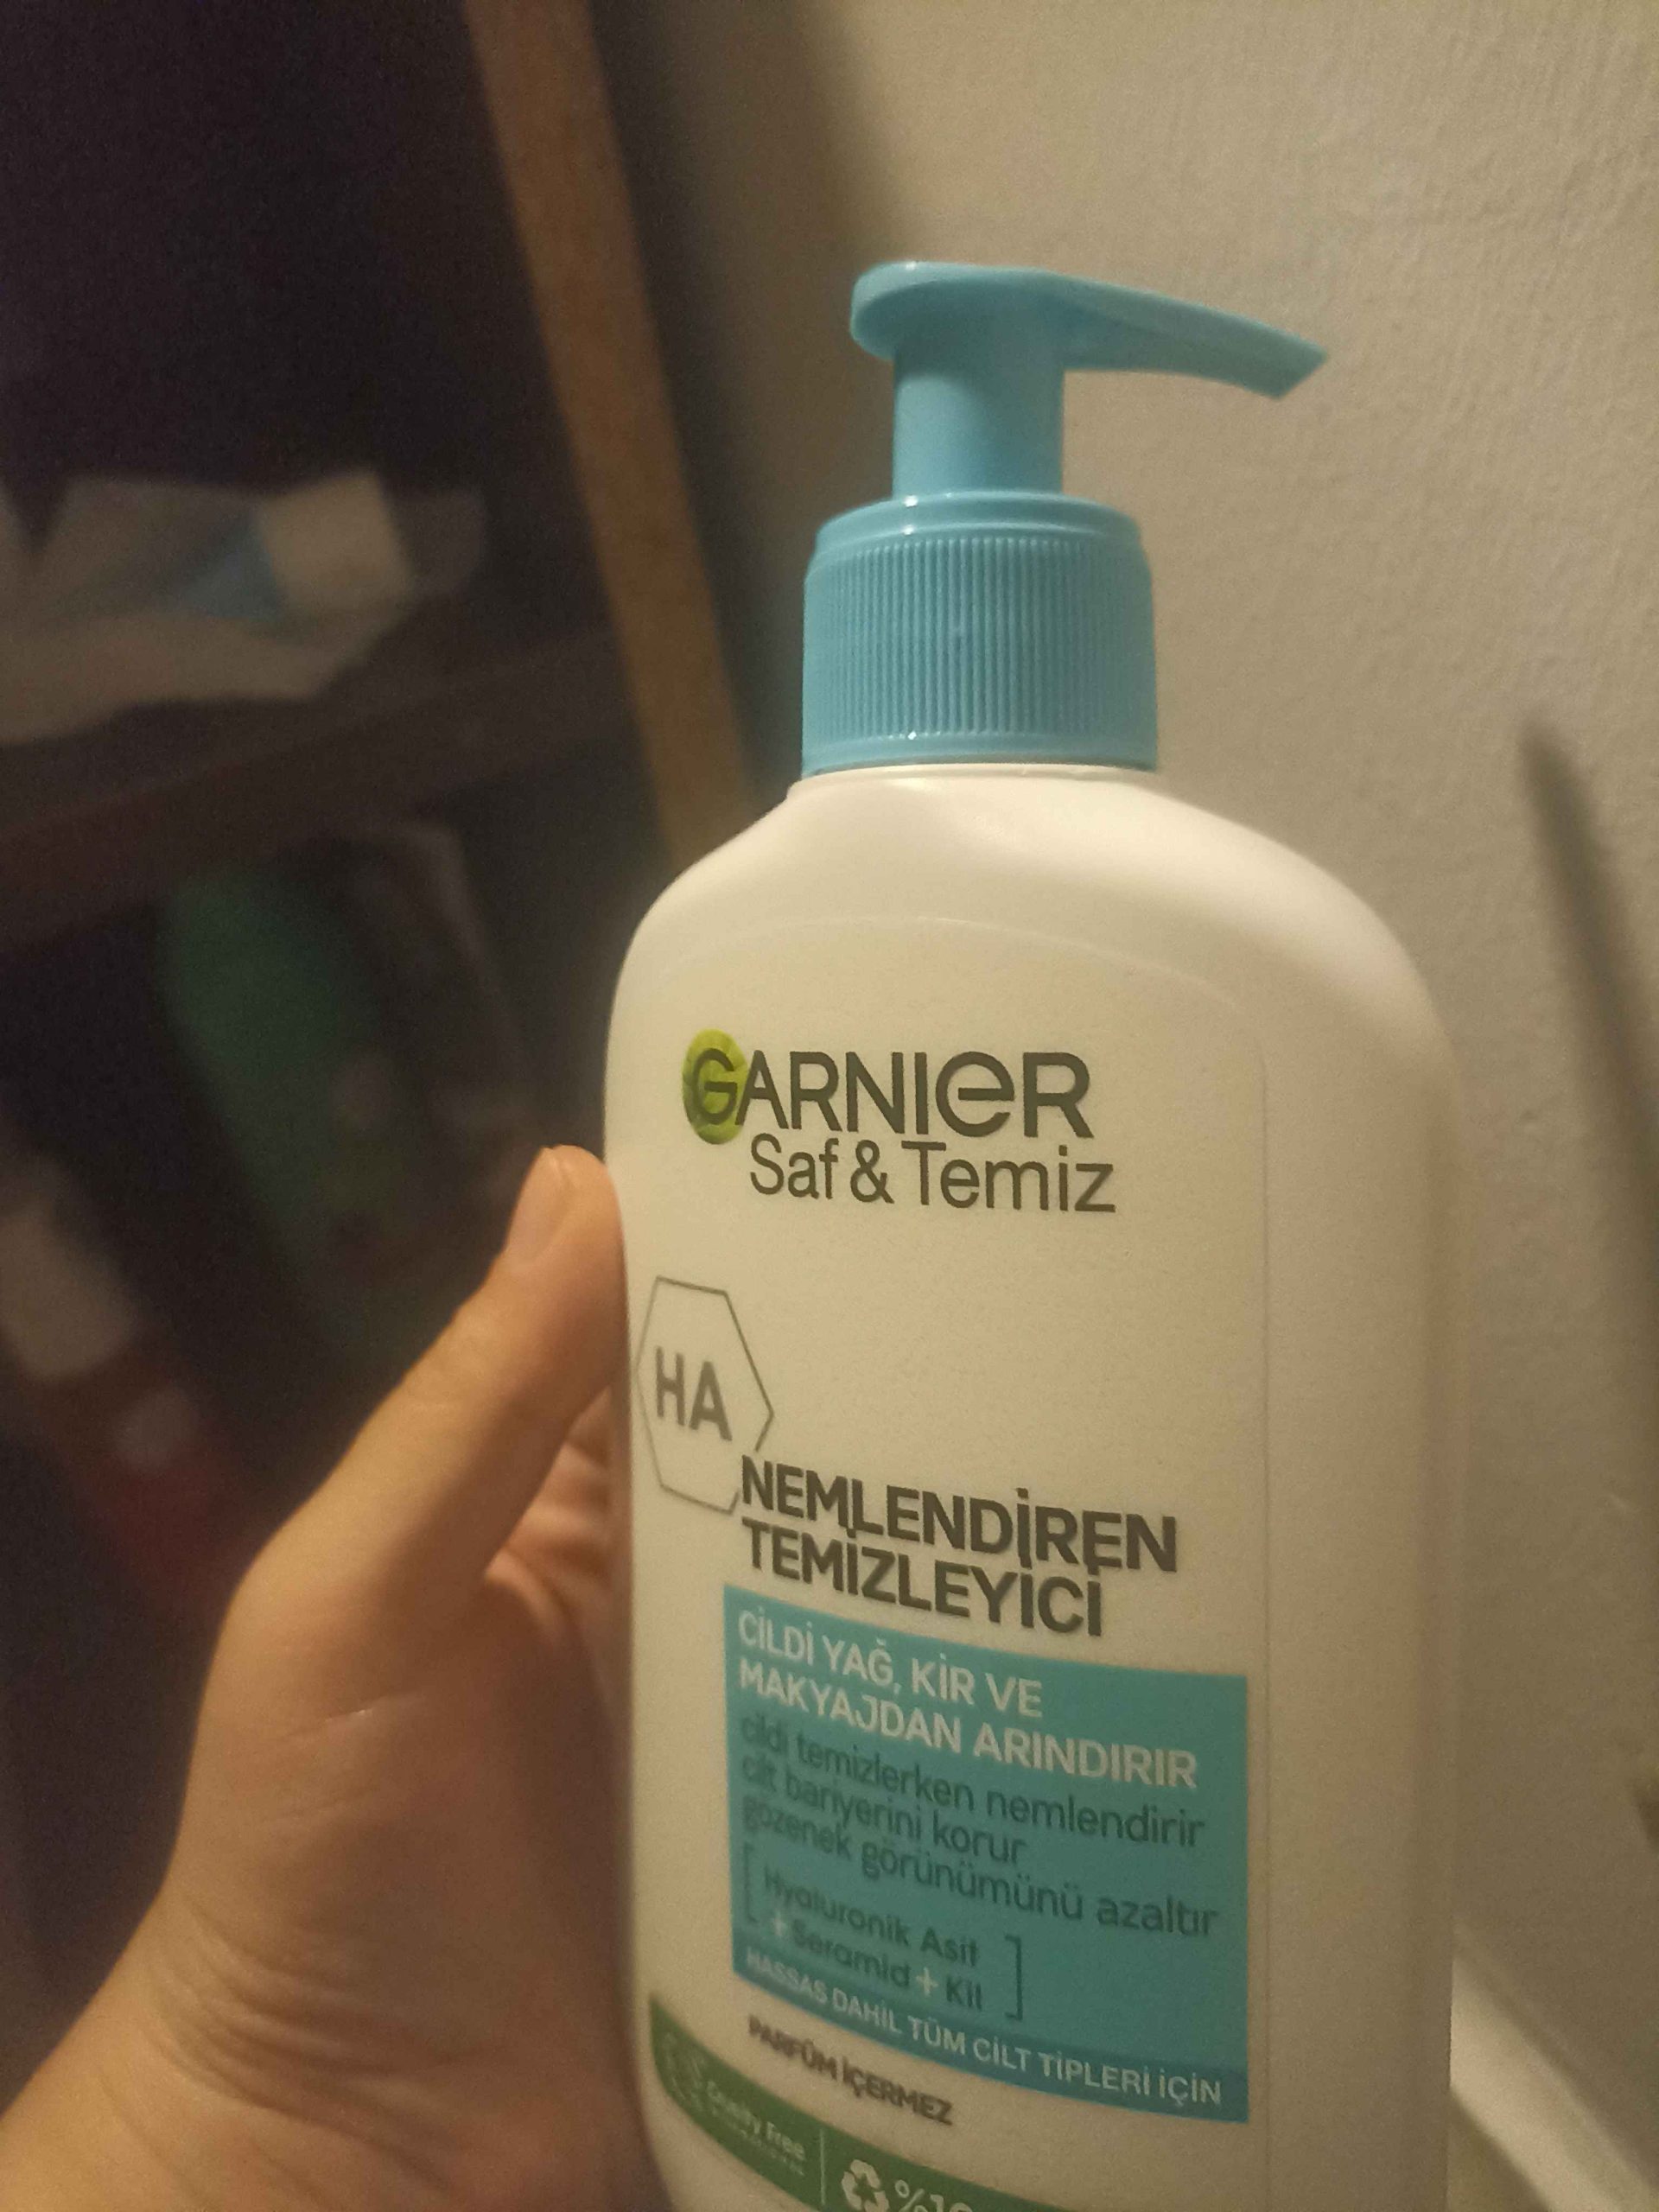 GARNIER
Saf & Temiz
HA
NEMLENDİREN
TEMİZLEYİCİ
CİLDİ YAĞ, KİR VE
MAKYAJDAN ARINDIRIR
cildi temizlerken nemlendirir
cilt bariyerini korur
gözenek görünümünü azaltır
Hyaluronik Asit
+Seramid + Kil
HASSAS DAHİL TÜM CİLT TİPLERİ İÇİN
PARFÜM İÇERMEZ
Cruelty Free